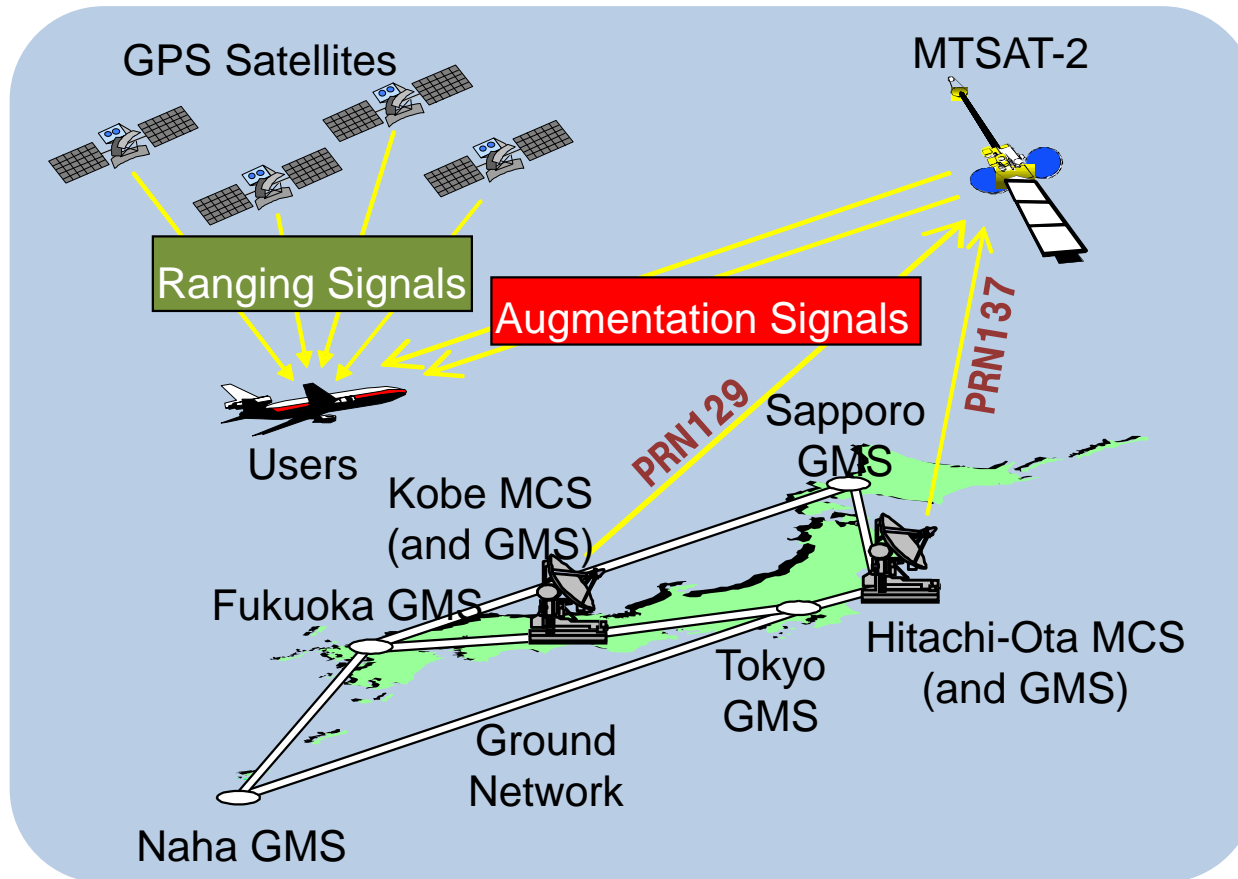 GPS Satellites
MTSAT-2
Ranging Signals
Augmentation Signals
PRN137
PRN129
Users
Sapporo
GMS
Kobe MCS
(and GMS)
Fukuoka GMS
Hitachi-Ota MCS
(and GMS)
Tokyo
GMS
Ground
Network
Naha GMS